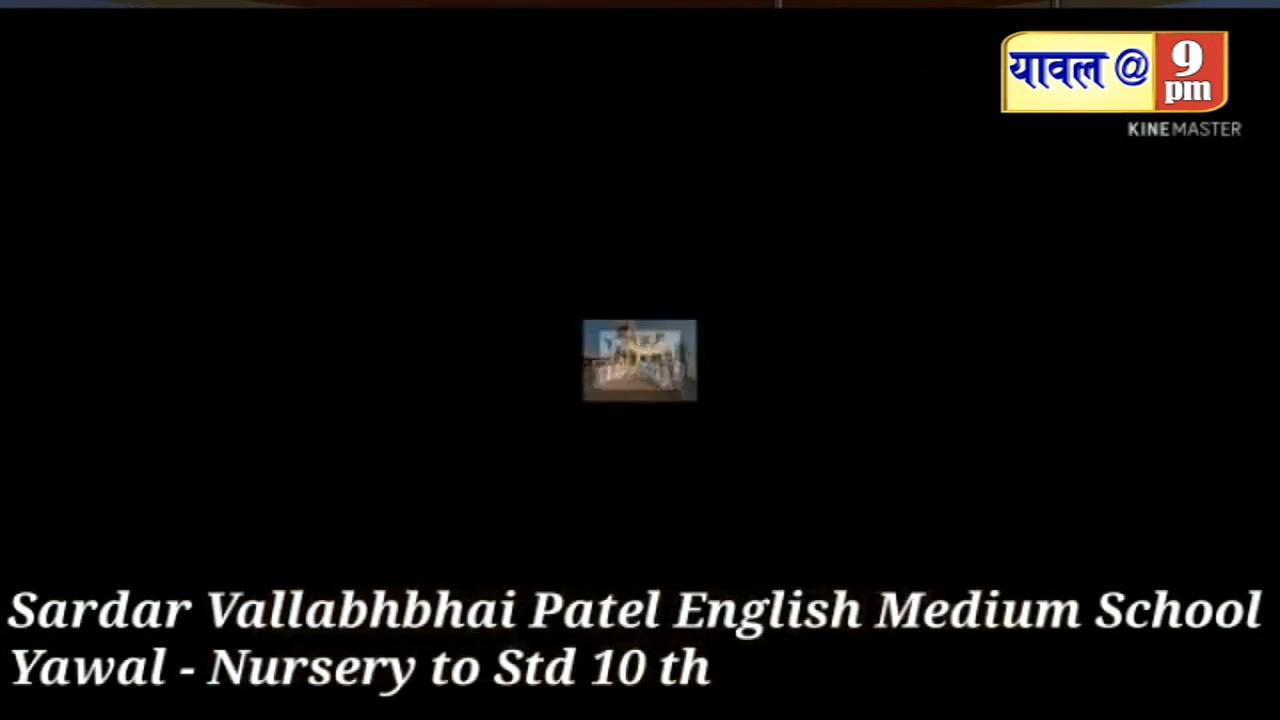 यावल @ 9 pm
KINEMASTER
Sardar Vallabhbhai Patel English Medium School
Yawal - Nursery to Std 10 th